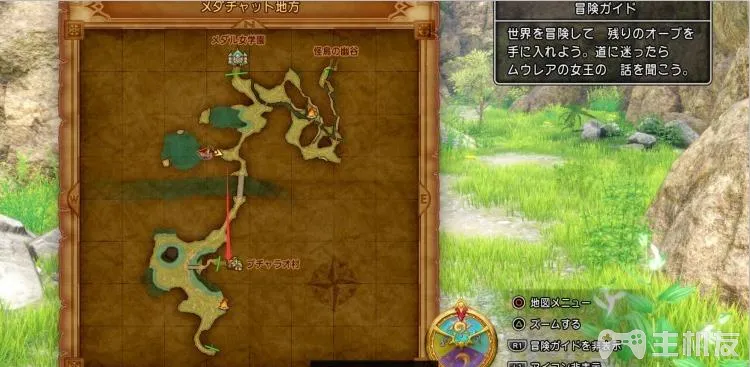 メダチャット地方
N
メダル女学園
怪鳥の幽谷
W
E
プチャラオ村
冒険ガイド
世界を冒険して 残りのオーブを
手に入れよう。道に迷ったら
ムウレアの女王の 話を聞こう。
地図メニュー
ズームする
R1 冒険ガイドを非表示
主机友